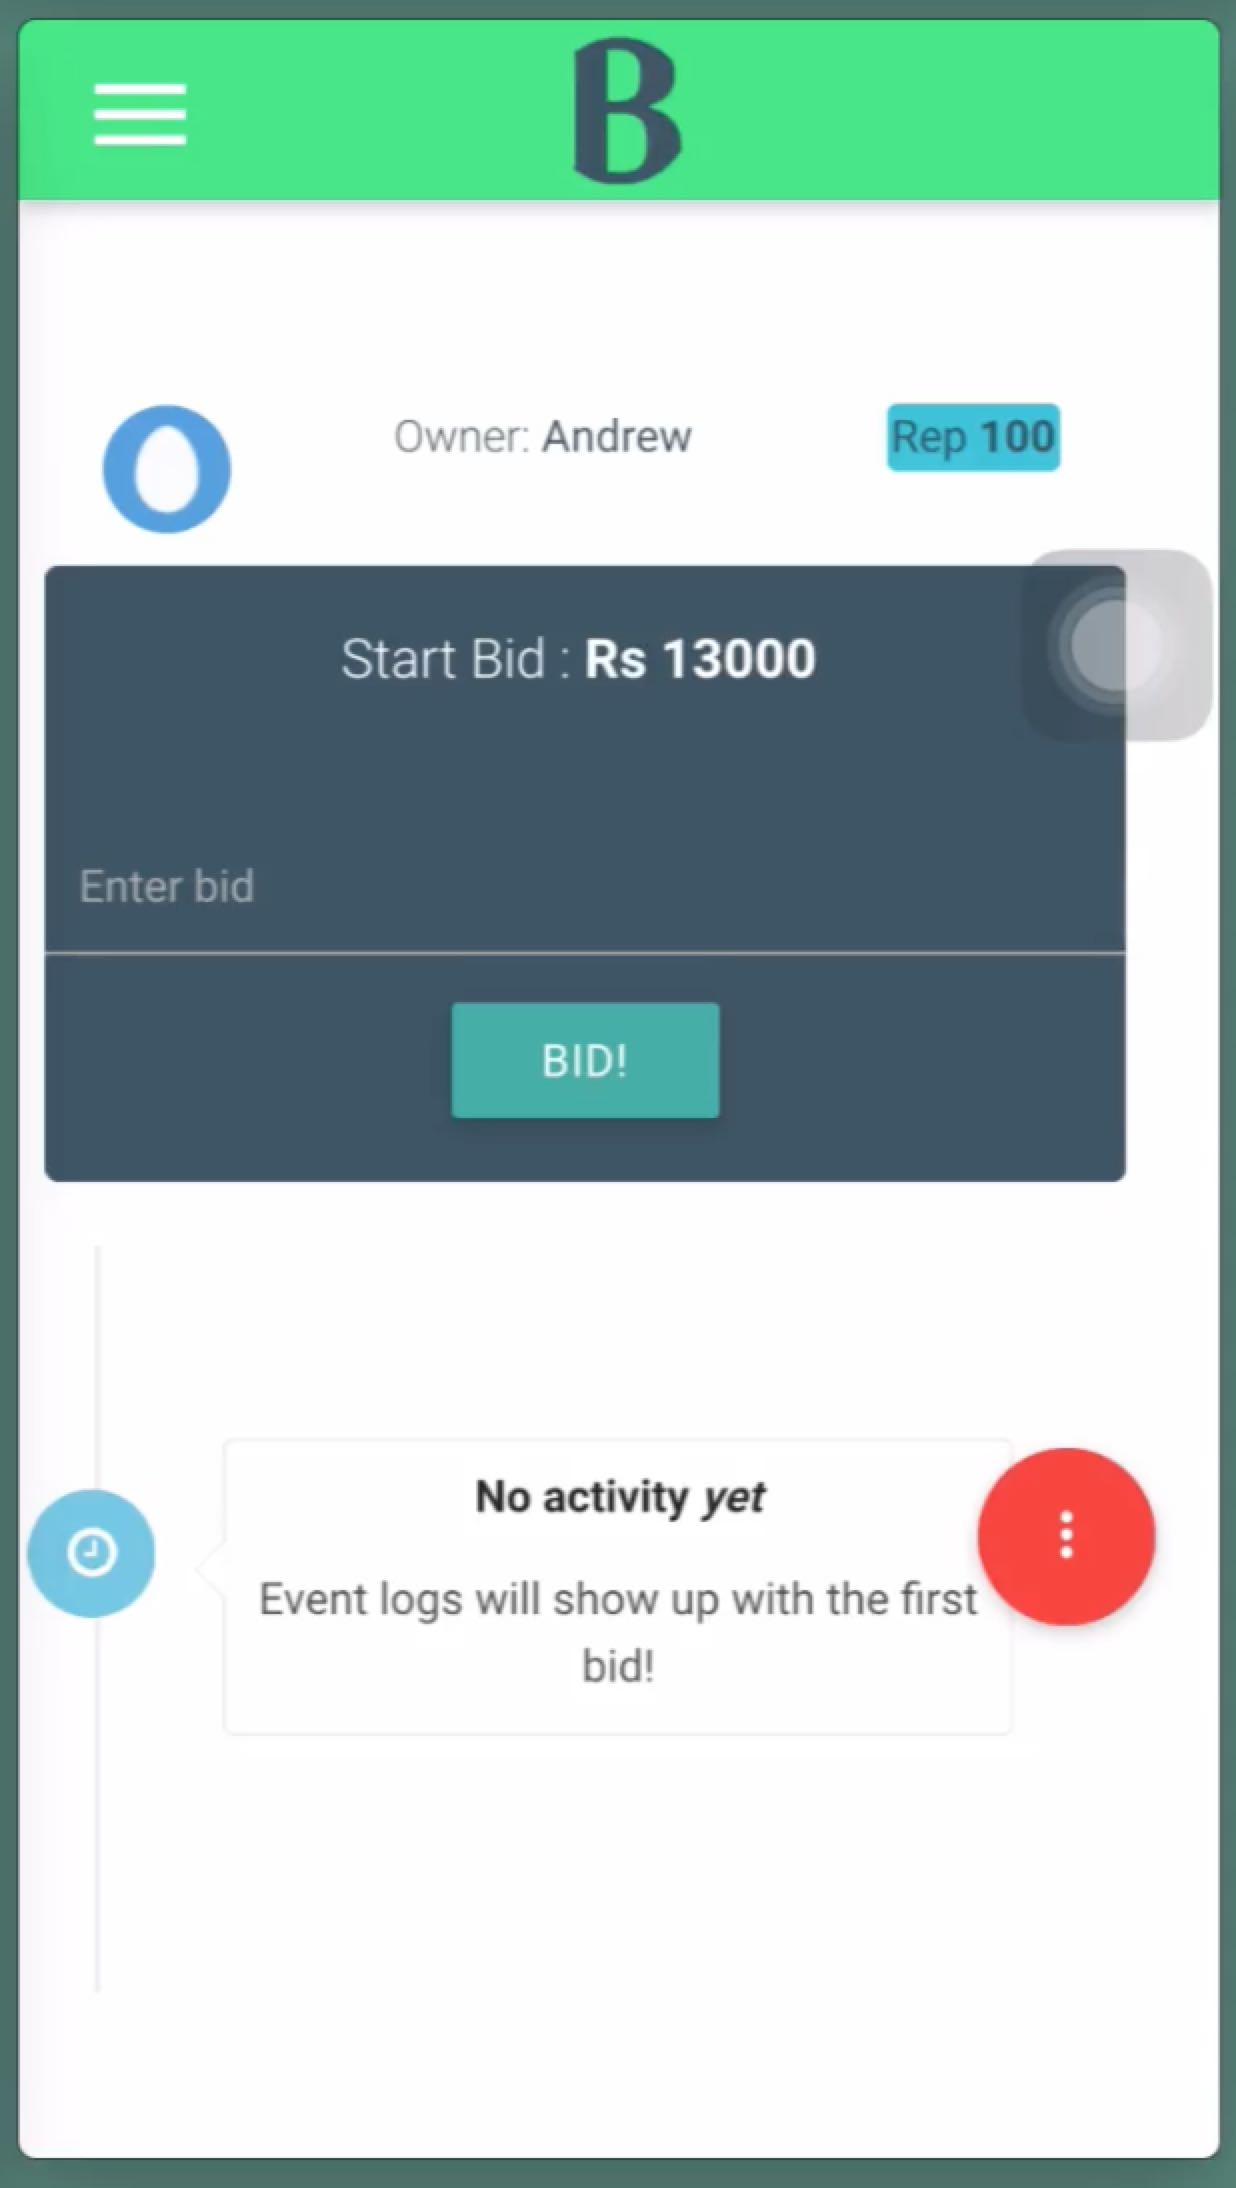 B
Owner: Andrew
Rep 100
Start Bid : Rs 13000
Enter bid
BID!
No activity yet
Event logs will show up with the first
bid!